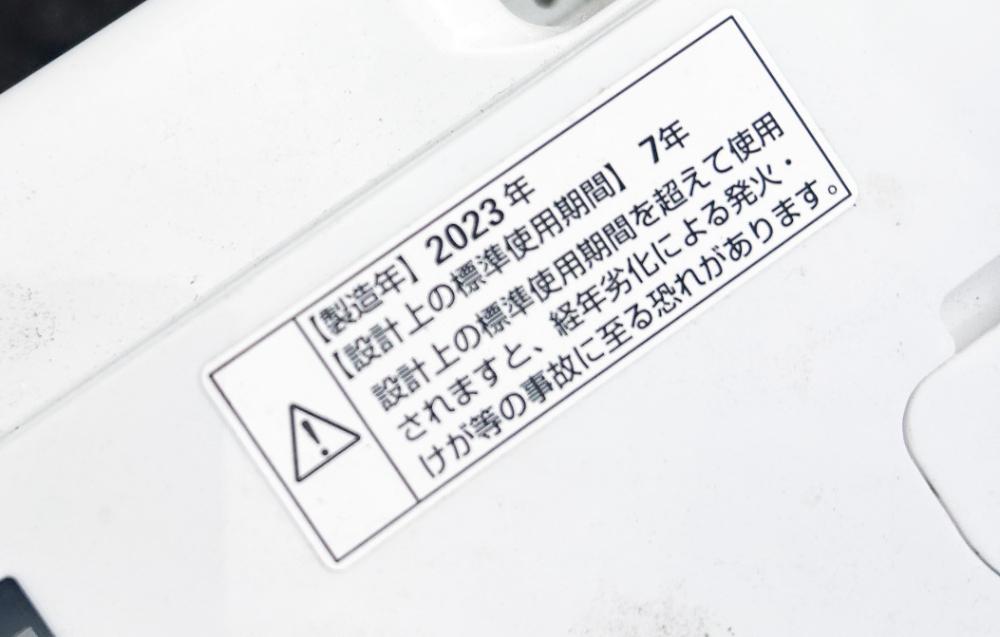 【製造年】2023年
【設計上の標準使用期間】 7年
設計上の標準使用期間を超えて使用
されますと、経年劣化による発火・
けが等の事故に至る恐れがあります。